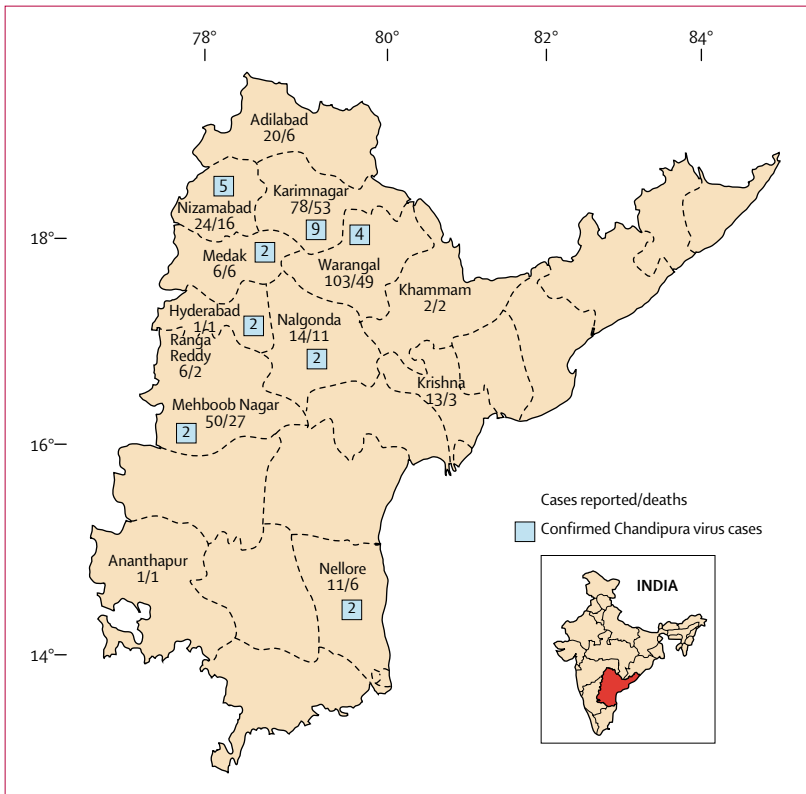 78°
80°
82°
84°
Adilabad
20/6
5
Nizamabad
24/16
Karimnagar
78/53
9
4
18°
Medak
6/6
2
Warangal
103/49
Khammam
2/2
Hyderabad
1/1
2
Nalgonda
14/11
2
Ranga
Reddy
6/2
Krishna
13/3
Mehboob Nagar
50/27
2
16°
Cases reported/deaths
Confirmed Chandipura virus cases
Ananthapur
1/1
Nellore
11/6
2
INDIA
14°